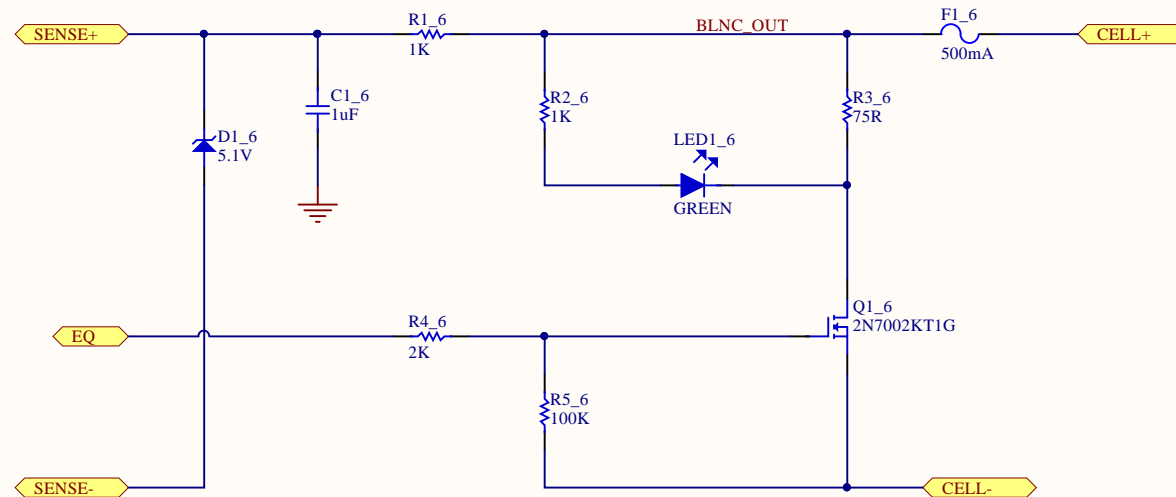 SENSE+
R1_6
1K
BLNC_OUT
F1_6
500mA
CELL+
C1_6
1uF
R2_6
1K
R3_6
75R
D1_6
5.1V
LED1_6
GREEN
EQ
R4_6
2K
Q1_6
2N7002KT1G
R5_6
100K
SENSE-
CELL-